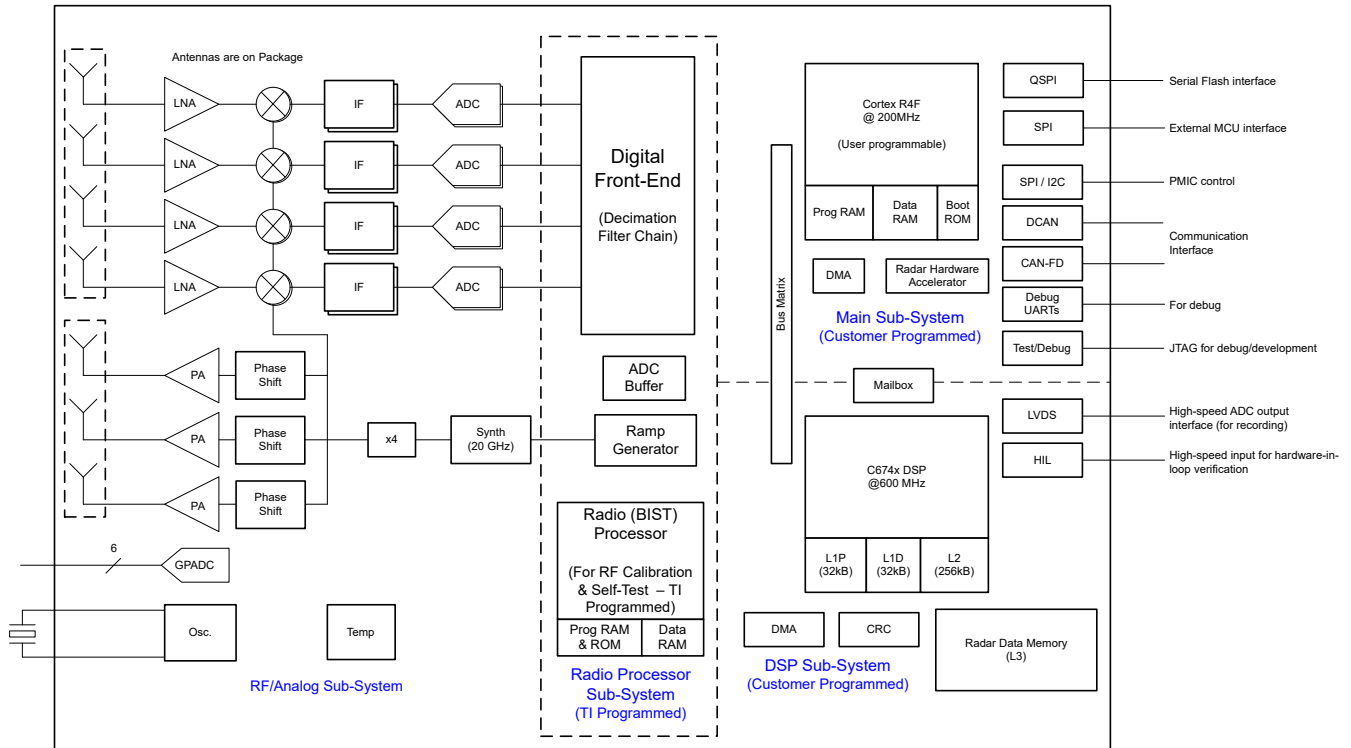 Antennas are on Package
LNA
IF
ADC
LNA
IF
ADC
LNA
IF
ADC
LNA
IF
ADC
PA
Phase
Shift
PA
Phase
Shift
PA
Phase
Shift
x4
Synth
(20 GHz)
6
GPADC
Osc.
Temp
RF/Analog Sub-System
Digital
Front-End
(Decimation
Filter Chain)
ADC
Buffer
Ramp
Generator
Radio (BIST)
Processor
(For RF Calibration
& Self-Test – TI
Programmed)
Prog RAM
& ROM
Data
RAM
Radio Processor
Sub-System
(TI Programmed)
Bus Matrix
Cortex R4F
@ 200MHz
(User programmable)
Prog RAM
Data
RAM
Boot
ROM
DMA
Radar Hardware
Accelerator
Main Sub-System
(Customer Programmed)
Mailbox
C674x DSP
@600 MHz
L1P
(32kB)
L1D
(32kB)
L2
(256kB)
DMA
CRC
DSP Sub-System
(Customer Programmed)
Radar Data Memory
(L3)
QSPI
Serial Flash interface
SPI
External MCU interface
SPI / I2C
PMIC control
DCAN
CAN-FD
Communication
Interface
Debug
UARTs
For debug
Test/Debug
JTAG for debug/development
LVDS
High-speed ADC output
interface (for recording)
HIL
High-speed input for hardware-in-
loop verification